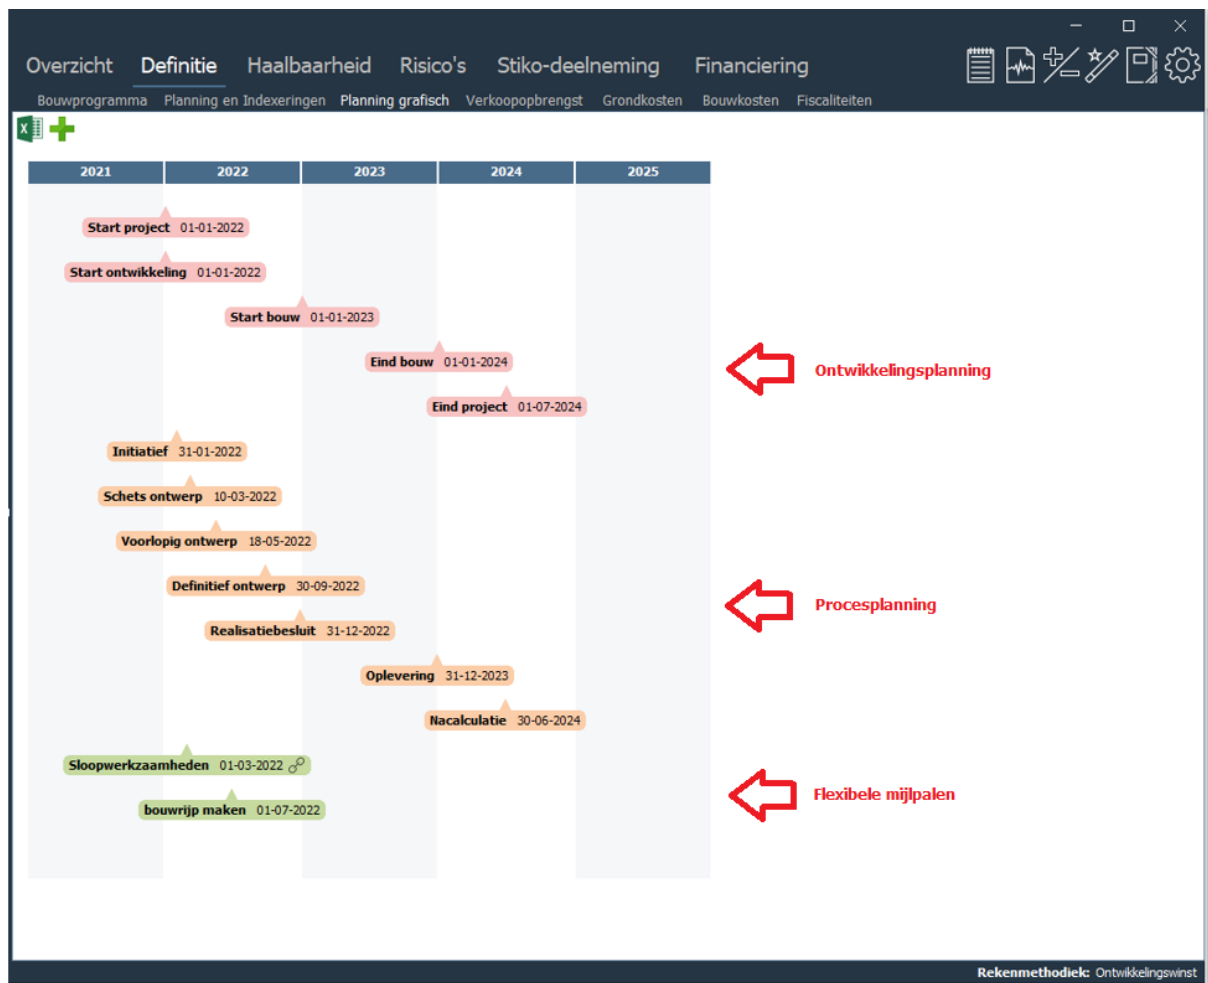 Overzicht Definitie Haalbaarheid Risico's Stiko-deelneming Financiering
Bouwprogramma Planning en Indexeringen Planning grafisch Verkoopopbrengst Grondkosten Bouwkosten Fiscaliteiten
2021 2022 2023 2024 2025
Start project 01-01-2022
Start ontwikkeling 01-01-2022
Start bouw 01-01-2023
Eind bouw 01-01-2024
Ontwikkelingsplanning
Eind project 01-07-2024
Initiatief 31-01-2022
Schets ontwerp 10-03-2022
Voorlopig ontwerp 18-05-2022
Definitief ontwerp 30-09-2022
Procesplanning
Realisatiebesluit 31-12-2022
Oplevering 31-12-2023
Nacalculatie 30-06-2024
Sloopwerkzaamheden 01-03-2022
Flexibele mijlpalen
bouwrijp maken 01-07-2022
Rekenmethodiek: Ontwikkelingswinst